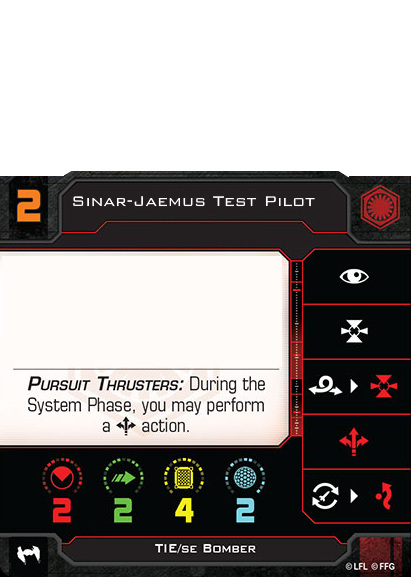 2 Sinar-Jaemus Test Pilot
Pursuit Thrusters: During the
System Phase, you may perform
a action.
2 2 4 2
TIE/se Bomber
© LFL © FFG